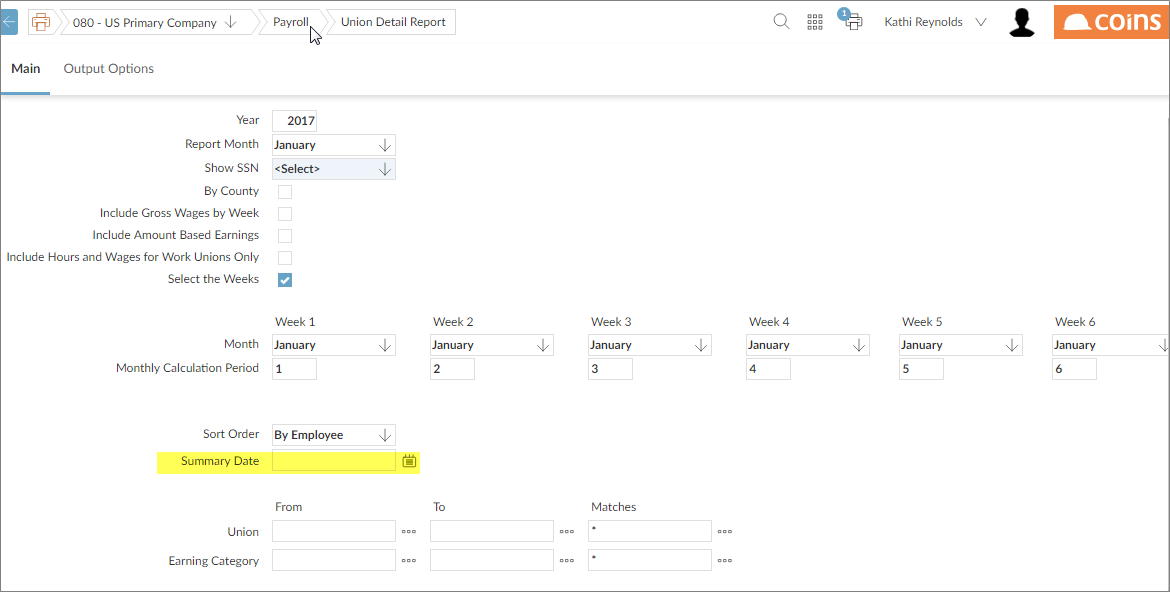 080 - US Primary Company Payroll Union Detail Report 1 Kathi Reynolds coins
Main Output Options
Year 2017
Report Month January
Show SSN <Select>
By County
Include Gross Wages by Week
Include Amount Based Earnings
Include Hours and Wages for Work Unions Only
Select the Weeks
Week 1 Week 2 Week 3 Week 4 Week 5 Week 6
Month January January January January January January
Monthly Calculation Period 1 2 3 4 5 6
Sort Order By Employee
Summary Date
From To Matches
Union *
Earning Category *